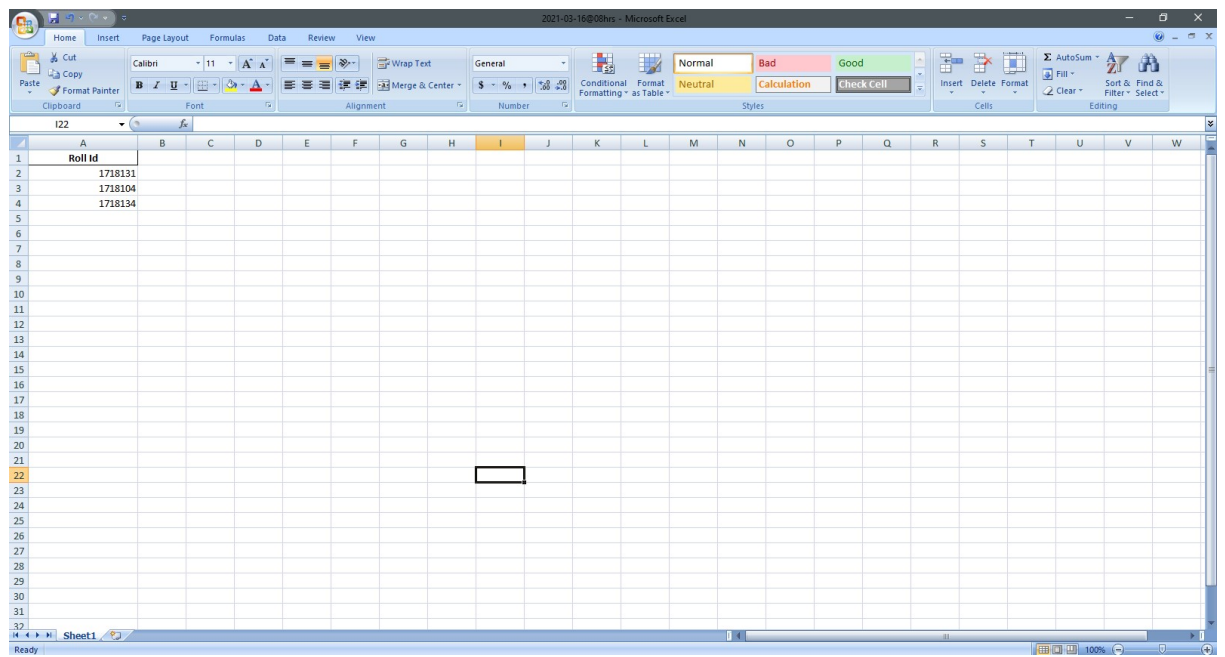 2021-03-16@08hrs - Microsoft Excel
Home Insert Page Layout Formulas Data Review View
Paste
Cut
Copy
Format Painter
Clipboard
Calibri 11 A A
B I U A
Font
Wrap Text
Merge & Center
Alignment
General
$ % , .0 .00 .00 .0
Number
Conditional Formatting
Format as Table
Normal Bad Good
Neutral Calculation Check Cell
Styles
Insert Delete Format
Cells
Σ AutoSum
Fill
Clear
Sort & Filter
Find & Select
Editing
I22 fx
A B C D E F G H I J K L M N O P Q R S T U V W
1 Roll Id
2 1718131
3 1718104
4 1718134
5
6
7
8
9
10
11
12
13
14
15
16
17
18
19
20
21
22
23
24
25
26
27
28
29
30
31
32
Sheet1
Ready 100%